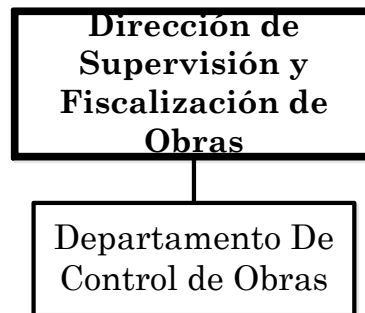 Dirección de
Supervisión y
Fiscalización de
Obras
Departamento De
Control de Obras